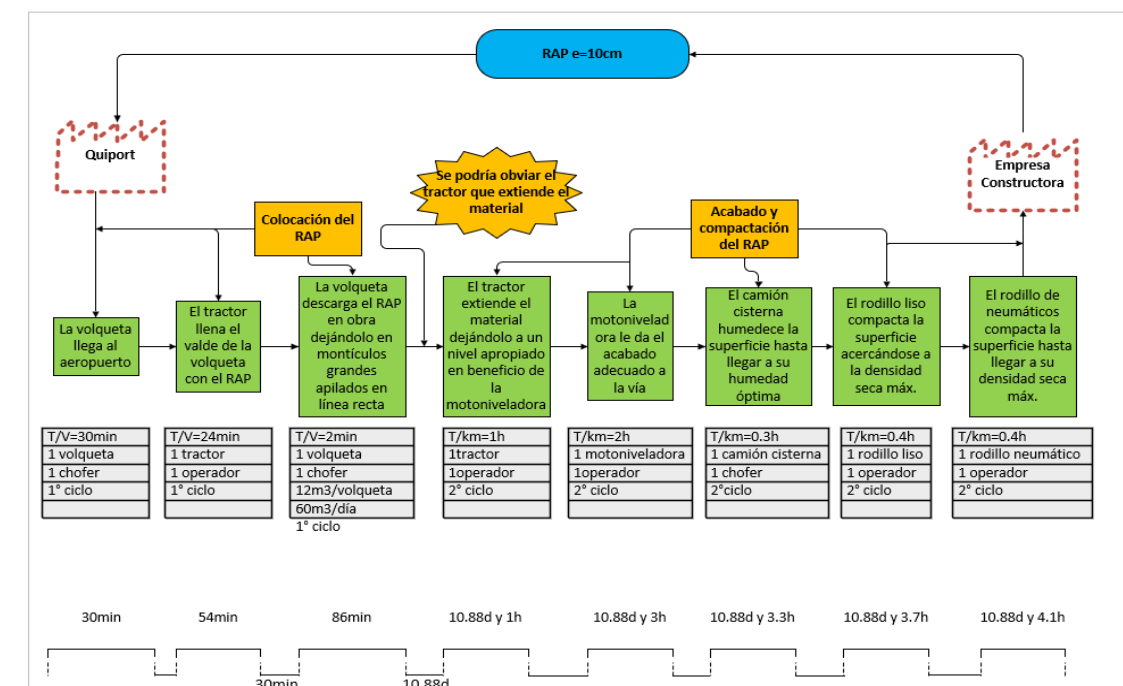 RAP e=10cm
Quiport
Empresa
Constructora
Se podría obviar el
tractor que extiende el
material
Colocación del
RAP
Acabado y
compactación
del RAP
La volqueta
llega al
aeropuerto
El tractor
llena el
valde de la
volqueta
con el RAP
La volqueta
descarga el RAP
en obra
dejándolo en
montículos
grandes
apilados en
línea recta
El tractor
extiende el
material
dejándolo a un
nivel apropiado
en beneficio de
la
motoniveladora
La
motonivelad
ora le da el
acabado
adecuado a
la vía
El camión
cisterna
humedece la
superficie hasta
llegar a su
humedad
óptima
El rodillo liso
compacta la
superficie
acercándose a
la densidad
seca máx.
El rodillo de
neumáticos
compacta la
superficie hasta
llegar a su
densidad seca
máx.
T/V=30min
1 volqueta
1 chofer
1° ciclo
T/V=24min
1 tractor
1 operador
1° ciclo
T/V=2min
1 volqueta
1 chofer
12m3/volqueta
60m3/día
1° ciclo
T/km=1h
1tractor
1operador
2° ciclo
T/km=2h
1 motoniveladora
1operador
2° ciclo
T/km=0.3h
1 camión cisterna
1 chofer
2°ciclo
T/km=0.4h
1 rodillo liso
1 operador
2° ciclo
T/km=0.4h
1 rodillo neumático
1 operador
2° ciclo
30min
54min
86min
10.88d y 1h
10.88d y 3h
10.88d y 3.3h
10.88d y 3.7h
10.88d y 4.1h
30min
10.88d